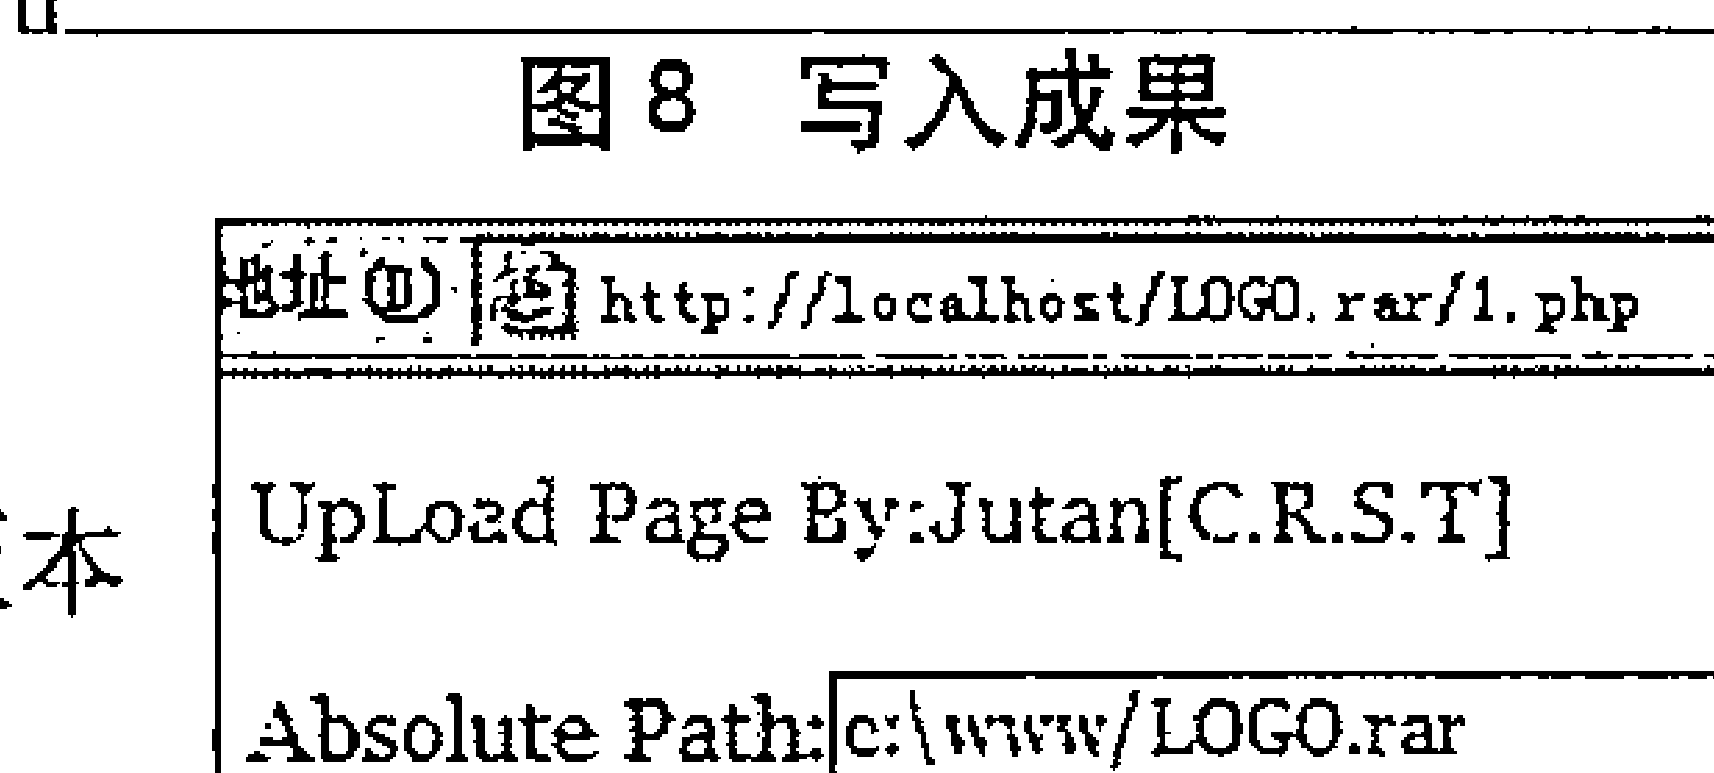 图8 写入成果
地址(D) http://localhost/LOGO.rar/1.php
UpLoad Page By:Jutan[C.R.S.T]
本
Absolute Path: c:\www/LOGO.rar